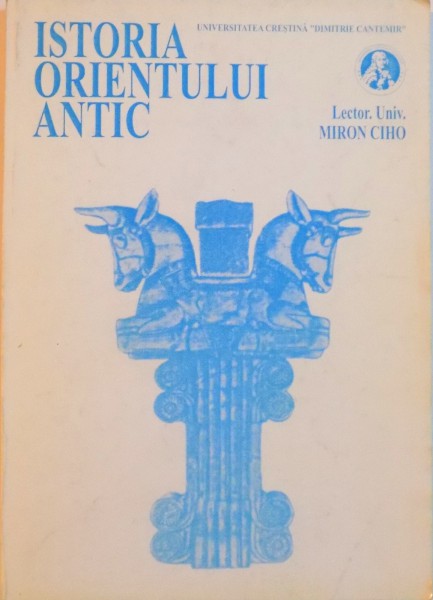 UNIVERSITATEA CREȘTINĂ "DIMITRIE CANTEMIR"
ISTORIA
ORIENTULUI
ANTIC
Lector. Univ.
MIRON CIHO